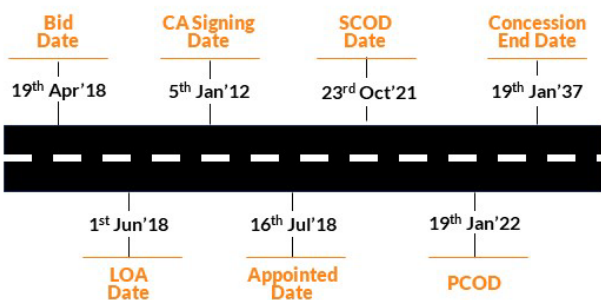 Bid
Date
CA Signing
Date
SCOD
Date
Concession
End Date
19th Apr'18
5th Jan'12
23rd Oct'21
19th Jan'37
1st Jun'18
16th Jul'18
19th Jan'22
LOA
Date
Appointed
Date
PCOD